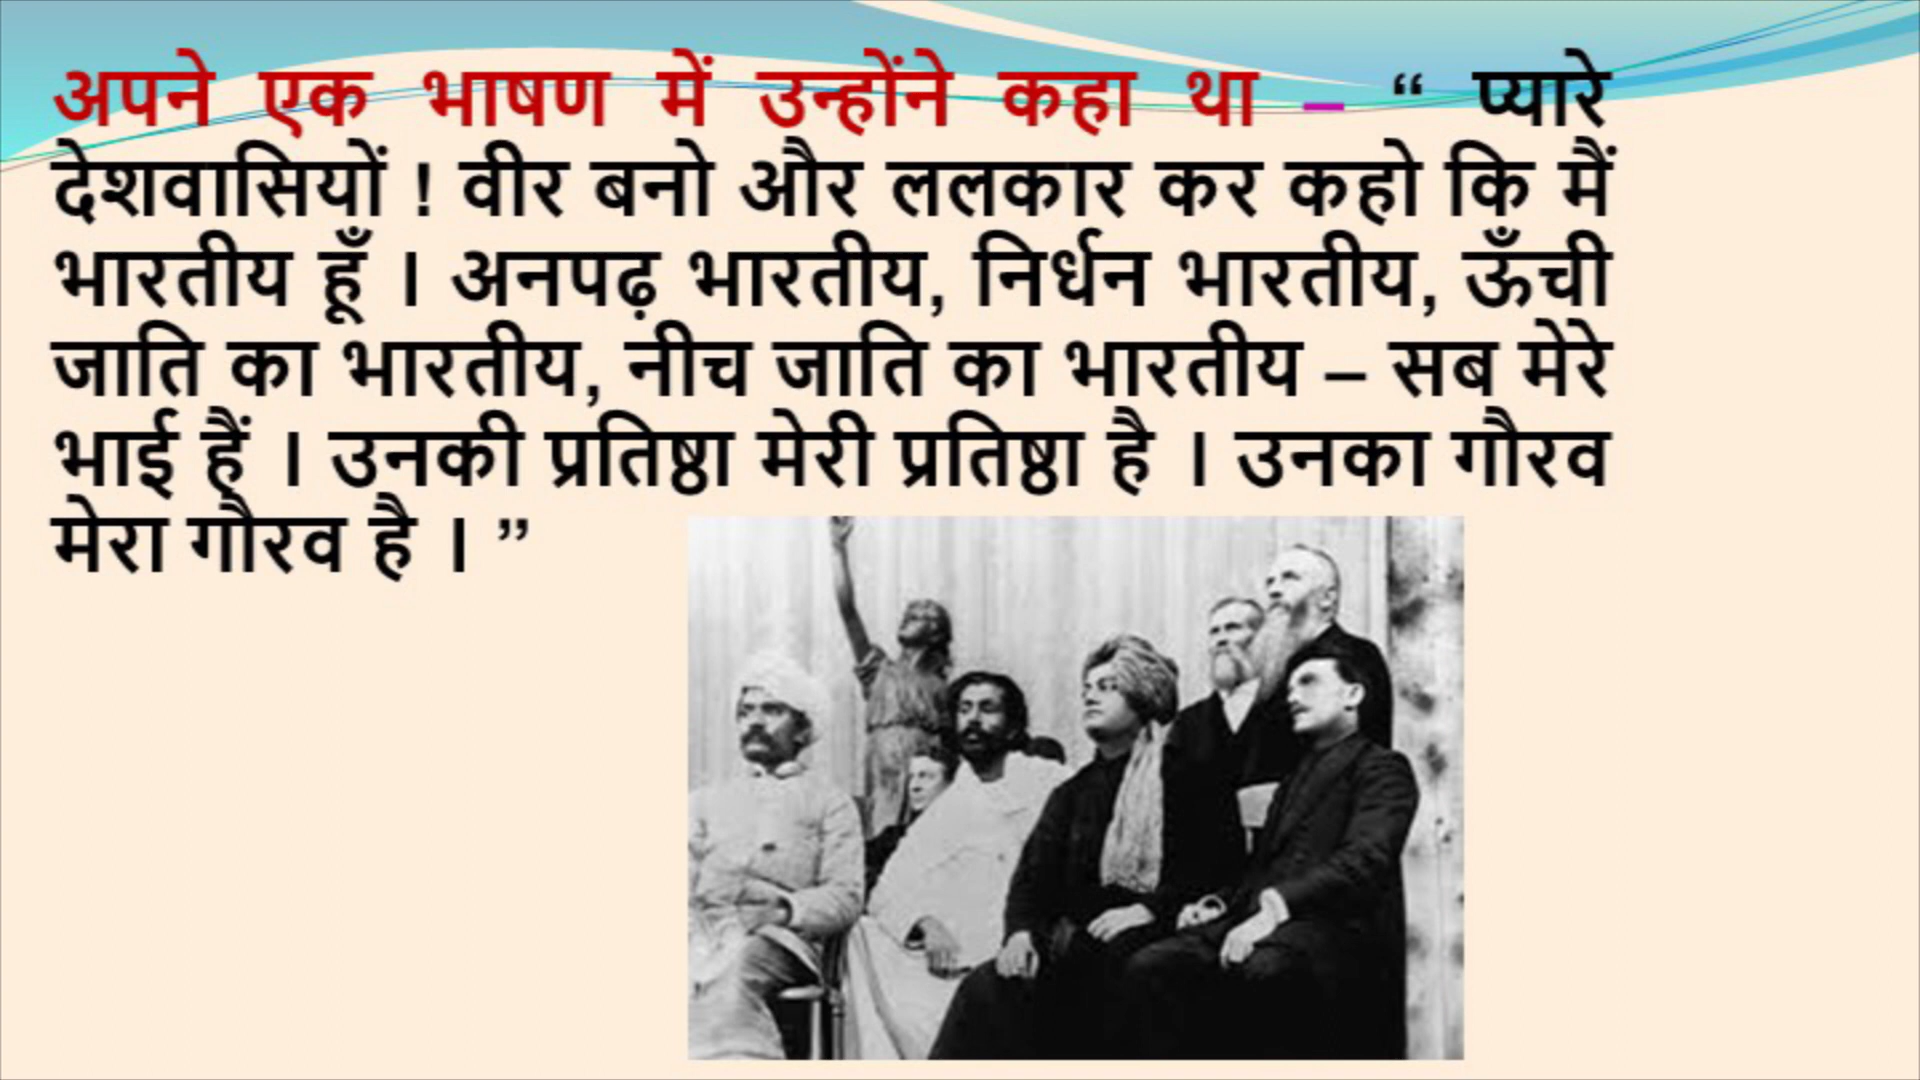 अपने एक भाषण में उन्होंने कहा था – “ प्यारे
देशवासियों ! वीर बनो और ललकार कर कहो कि मैं
भारतीय हूँ । अनपढ़ भारतीय, निर्धन भारतीय, ऊँची
जाति का भारतीय, नीच जाति का भारतीय – सब मेरे
भाई हैं । उनकी प्रतिष्ठा मेरी प्रतिष्ठा है । उनका गौरव
मेरा गौरव है । ”